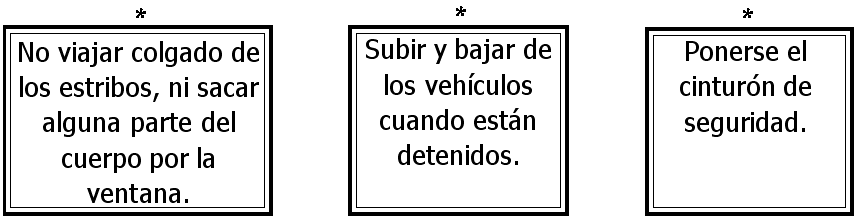 *
No viajar colgado de
los estribos, ni sacar
alguna parte del
cuerpo por la
ventana.
*
Subir y bajar de
los vehículos
cuando están
detenidos.
*
Ponerse el
cinturón de
seguridad.